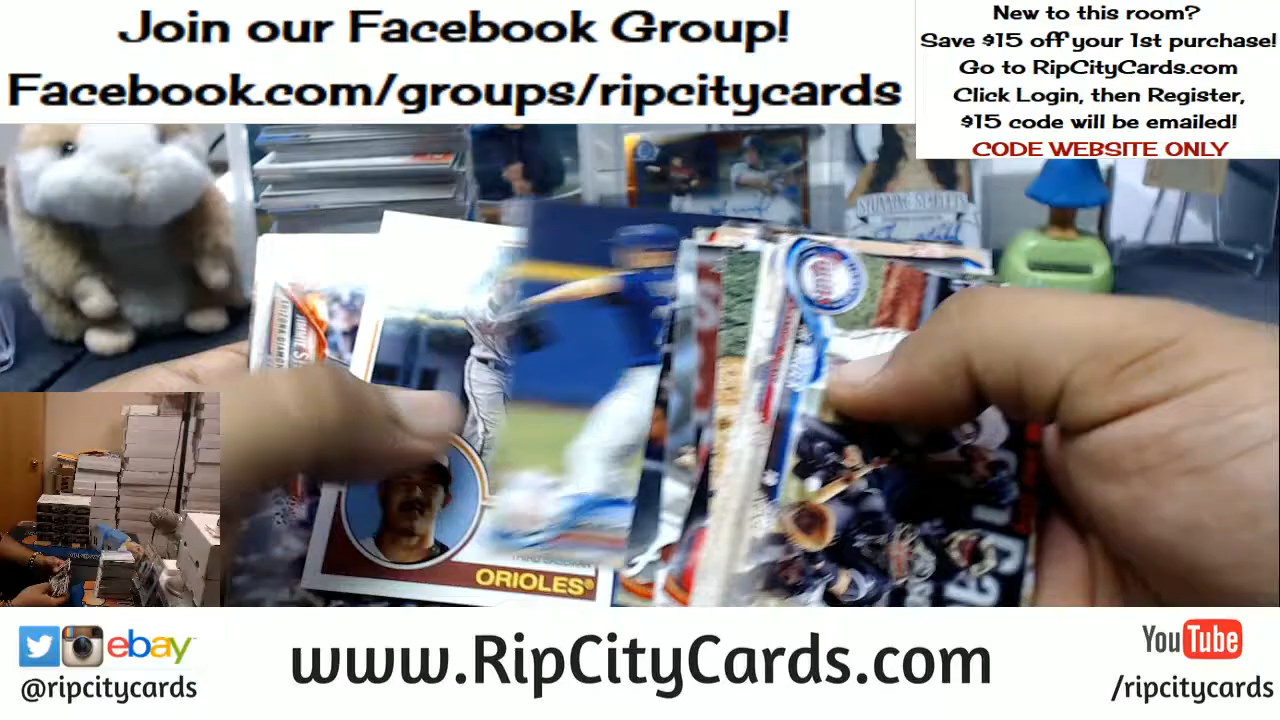 Join our Facebook Group!
Facebook.com/groups/ripcitycards
New to this room?
Save $15 off your 1st purchase!
Go to RipCityCards.com
Click Login, then Register,
$15 code will be emailed!
CODE WEBSITE ONLY
ORIOLES®
ebay™
@ripcitycards
www.RipCityCards.com
YouTube
/ripcitycards